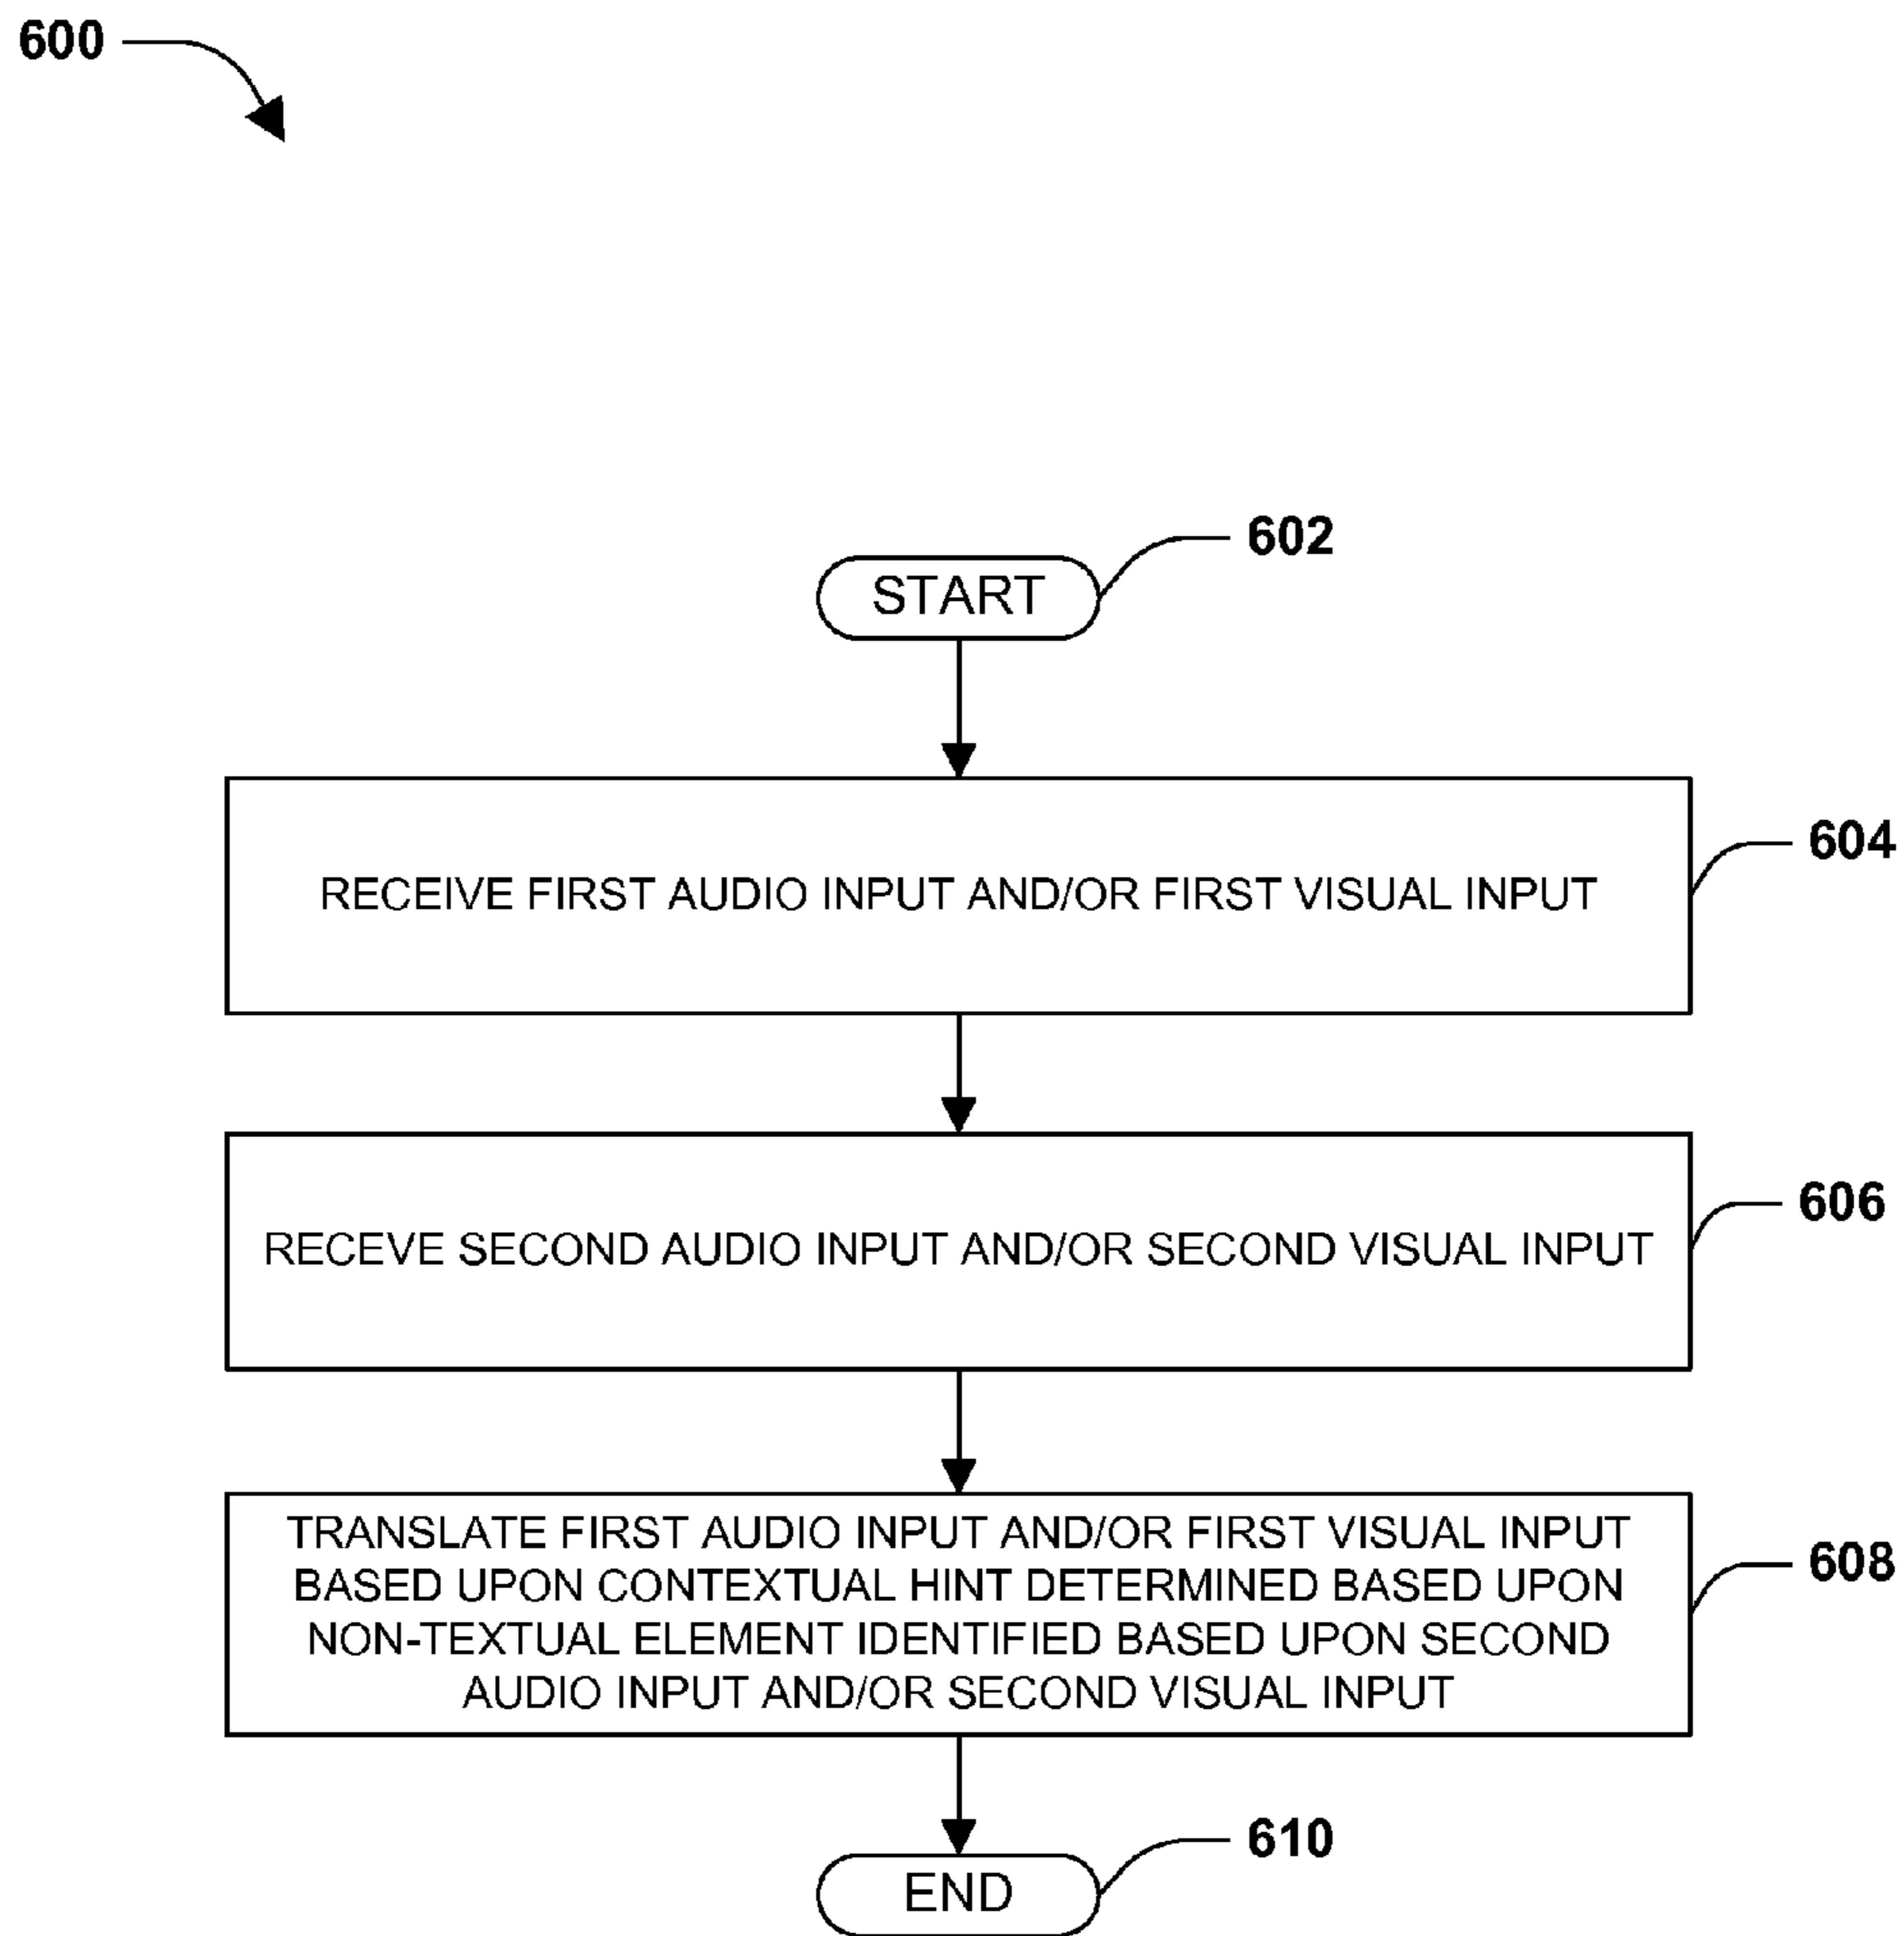 600
602
START
604
RECEIVE FIRST AUDIO INPUT AND/OR FIRST VISUAL INPUT
606
RECEVE SECOND AUDIO INPUT AND/OR SECOND VISUAL INPUT
608
TRANSLATE FIRST AUDIO INPUT AND/OR FIRST VISUAL INPUT
BASED UPON CONTEXTUAL HINT DETERMINED BASED UPON
NON-TEXTUAL ELEMENT IDENTIFIED BASED UPON SECOND
AUDIO INPUT AND/OR SECOND VISUAL INPUT
610
END